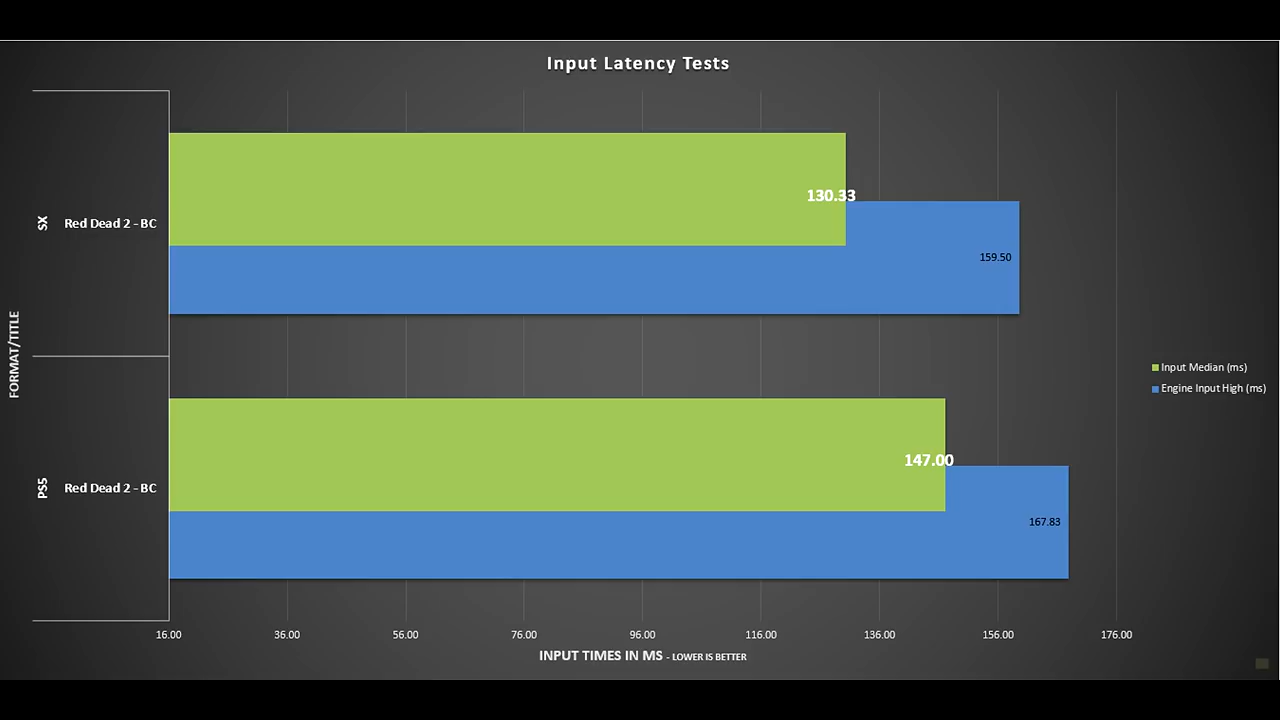 Input Latency Tests
FORMAT/TITLE
SX
Red Dead 2 - BC
130.33
159.50
PS5
Red Dead 2 - BC
147.00
167.83
Input Median (ms)
Engine Input High (ms)
16.00 36.00 56.00 76.00 96.00 116.00 136.00 156.00 176.00
INPUT TIMES IN MS - LOWER IS BETTER